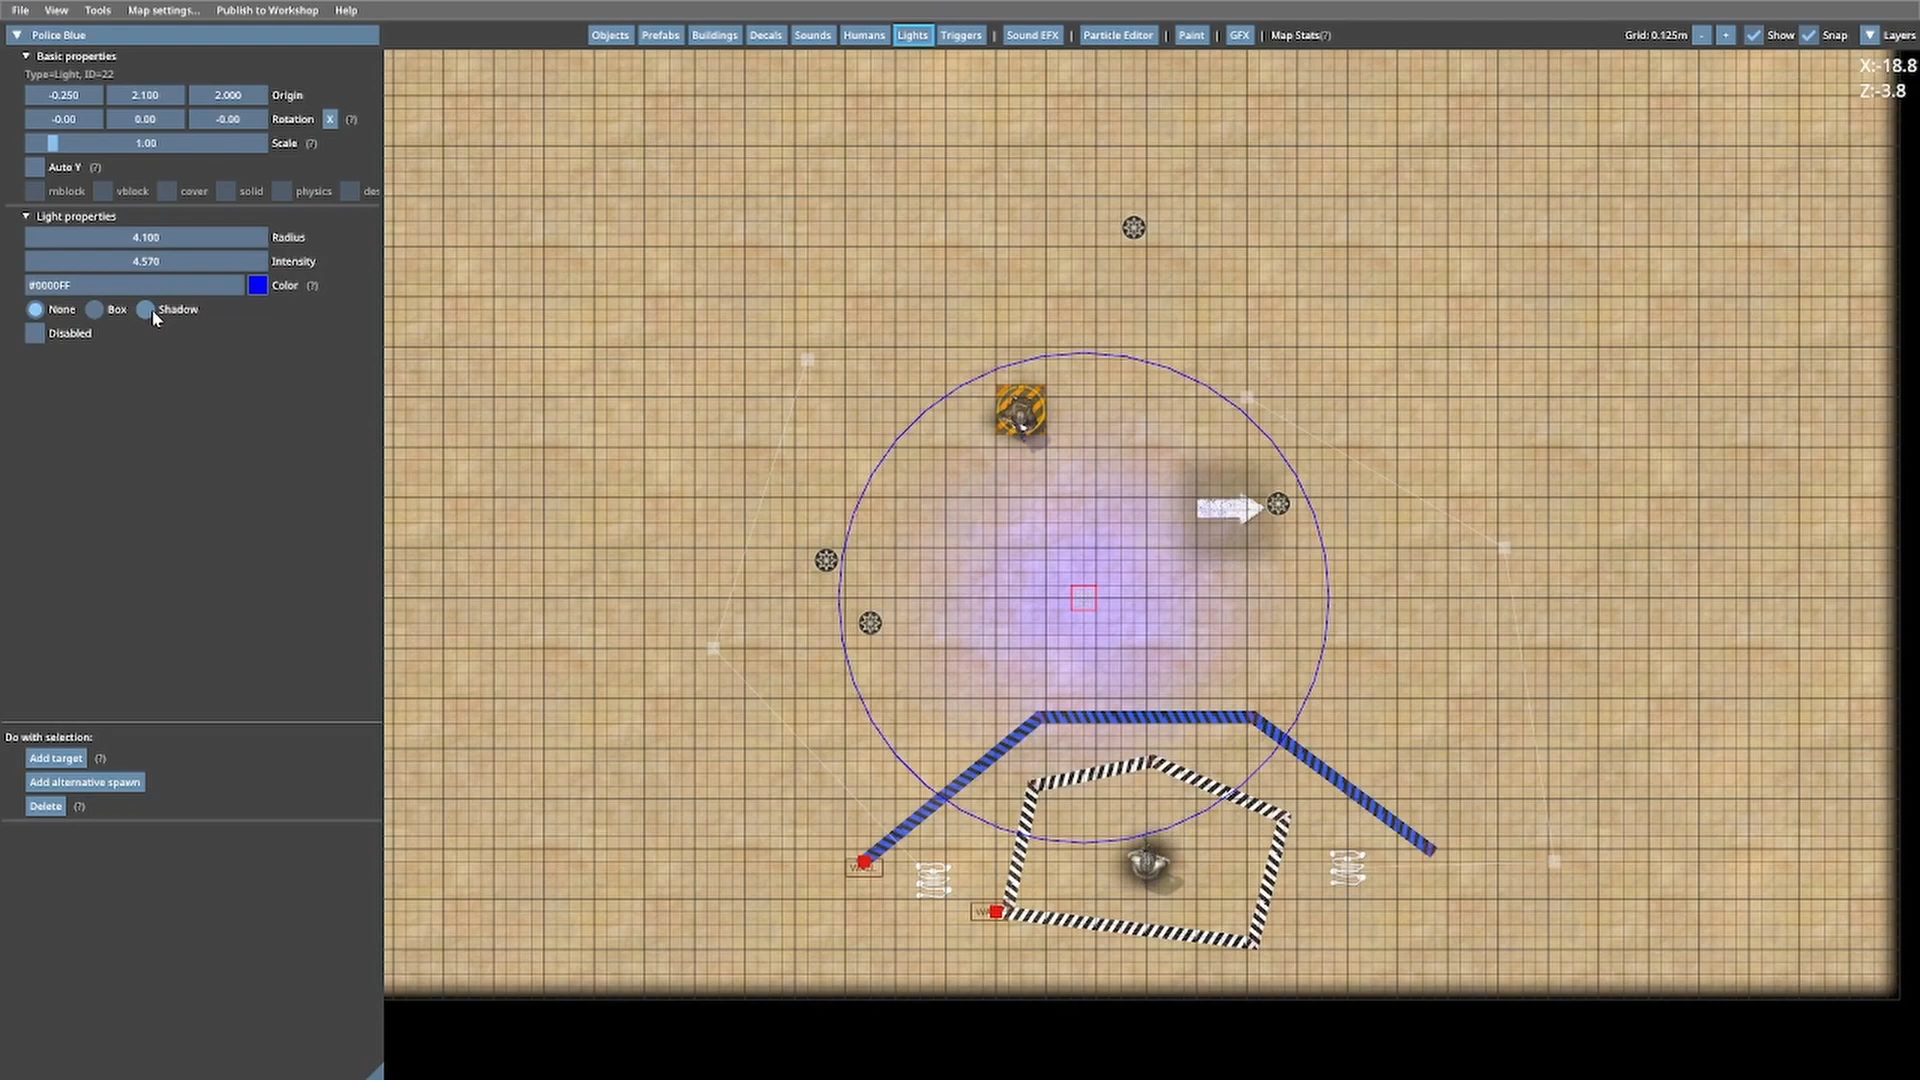 File View Tools Map settings... Publish to Workshop Help
▼ Police Blue
Objects Prefabs Buildings Decals Sounds Humans Lights Triggers | Sound EFX | Particle Editor | Paint | GFX | Map Stats(?)
Grid: 0.125m - + Show Snap ▼ Layers
X:-18.8
Z:-3.8
▼ Basic properties
Type=Light, ID=22
-0.250 2.100 2.000 Origin
-0.00 0.00 -0.00 Rotation X (?)
1.00 Scale (?)
Auto Y (?)
mblock vblock cover solid physics des
▼ Light properties
4.100 Radius
4.570 Intensity
#0000FF Color (?)
None Box Shadow
Disabled
Do with selection:
Add target (?)
Add alternative spawn
Delete (?)